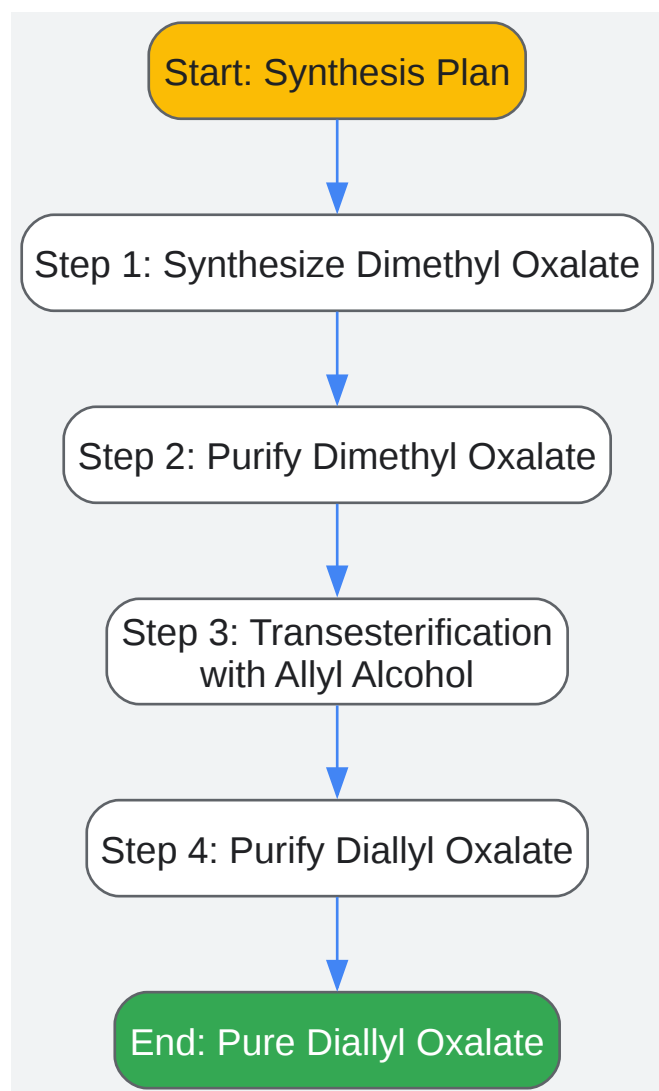 Start: Synthesis Plan
Step 1: Synthesize Dimethyl Oxalate
Step 2: Purify Dimethyl Oxalate
Step 3: Transesterification
with Allyl Alcohol
Step 4: Purify Diallyl Oxalate
End: Pure Diallyl Oxalate